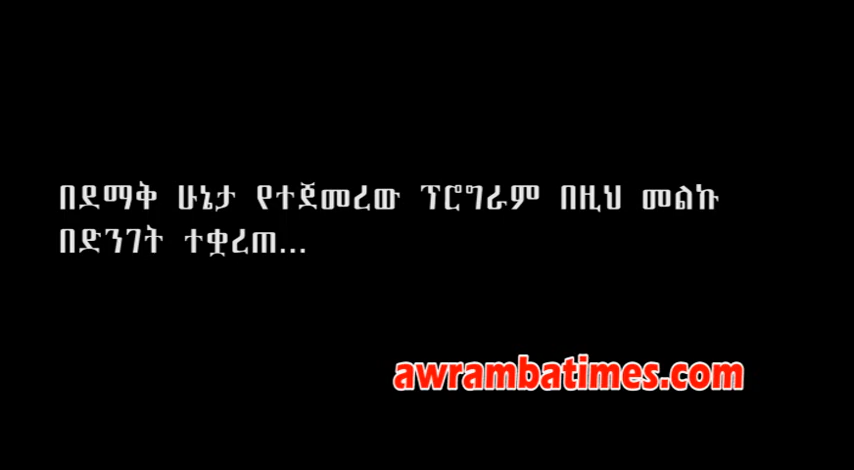 በደማቅ ሁኔታ የተጀመረው ፕሮግራም በዚህ መልኩ
በድንገት ተቋረጠ...
awrambatimes.com